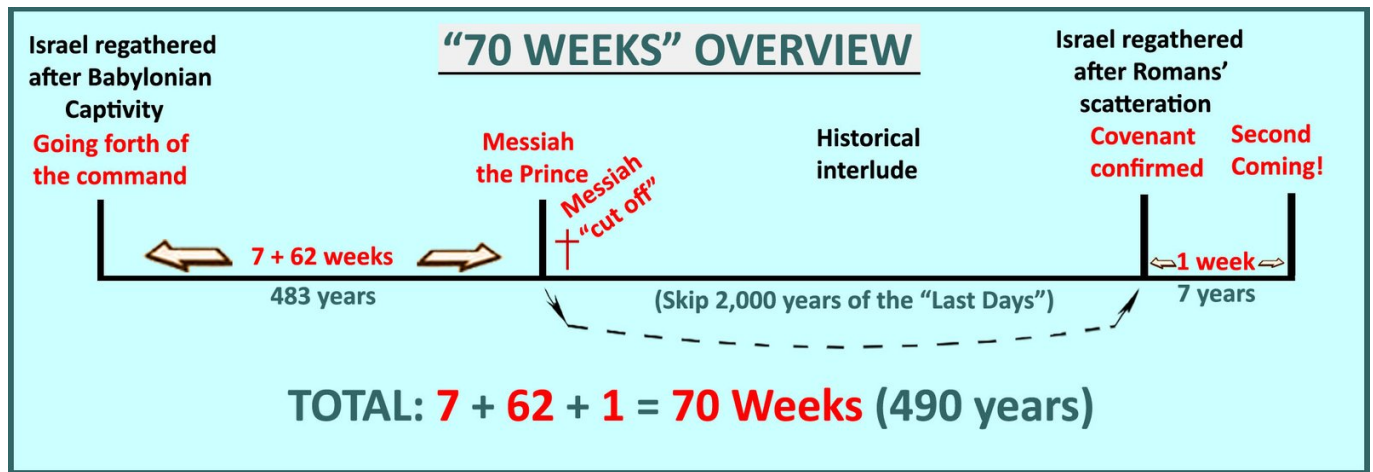 “70 WEEKS” OVERVIEW
Israel regathered
after Babylonian
Captivity
Going forth of
the command
Messiah
the Prince
Messiah
“cut off”
Historical
interlude
Israel regathered
after Romans’
scatteration
Covenant
confirmed
Second
Coming!
7 + 62 weeks
483 years
(Skip 2,000 years of the “Last Days”)
1 week
7 years
TOTAL: 7 + 62 + 1 = 70 Weeks (490 years)